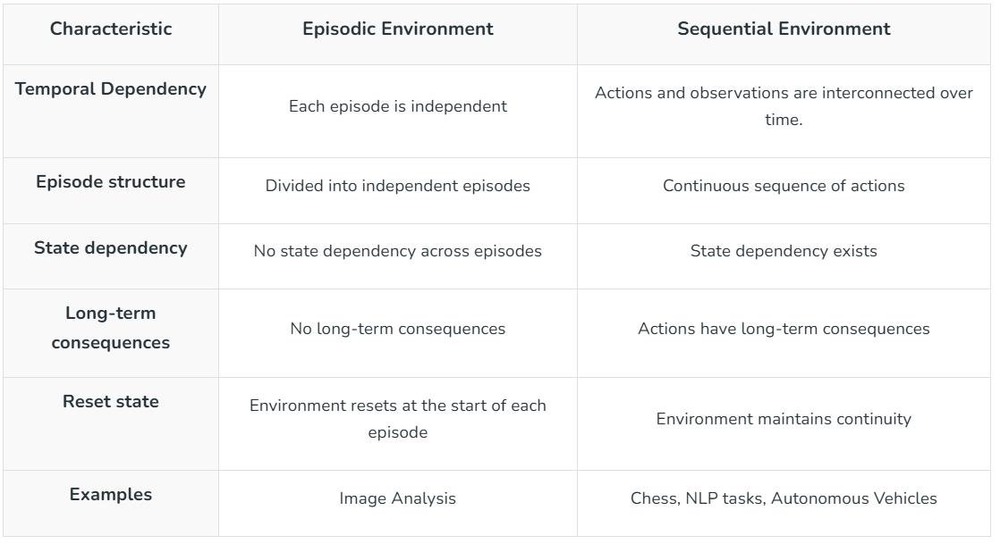 Characteristic Episodic Environment Sequential Environment
Temporal Dependency
Each episode is independent
Actions and observations are interconnected over
time.
Episode structure Divided into independent episodes Continuous sequence of actions
State dependency No state dependency across episodes State dependency exists
Long-term
consequences
No long-term consequences Actions have long-term consequences
Reset state
Environment resets at the start of each
episode
Environment maintains continuity
Examples Image Analysis Chess, NLP tasks, Autonomous Vehicles